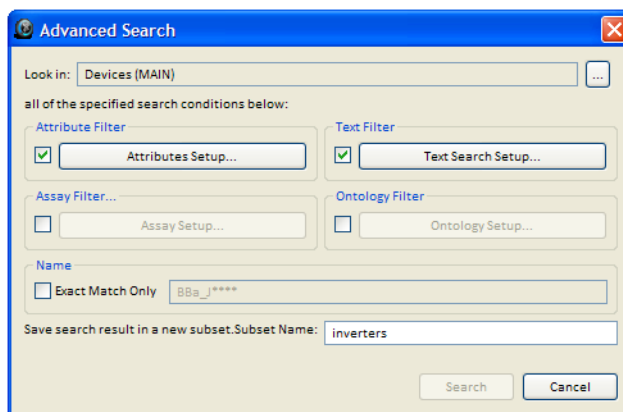 Advanced Search
Look in: Devices (MAIN) ...
all of the specified search conditions below:
Attribute Filter Text Filter
Attributes Setup... Text Search Setup...
Assay Filter... Ontology Filter
Assay Setup... Ontology Setup...
Name
Exact Match Only BBa_J****
Save search result in a new subset.Subset Name: inverters
Search Cancel